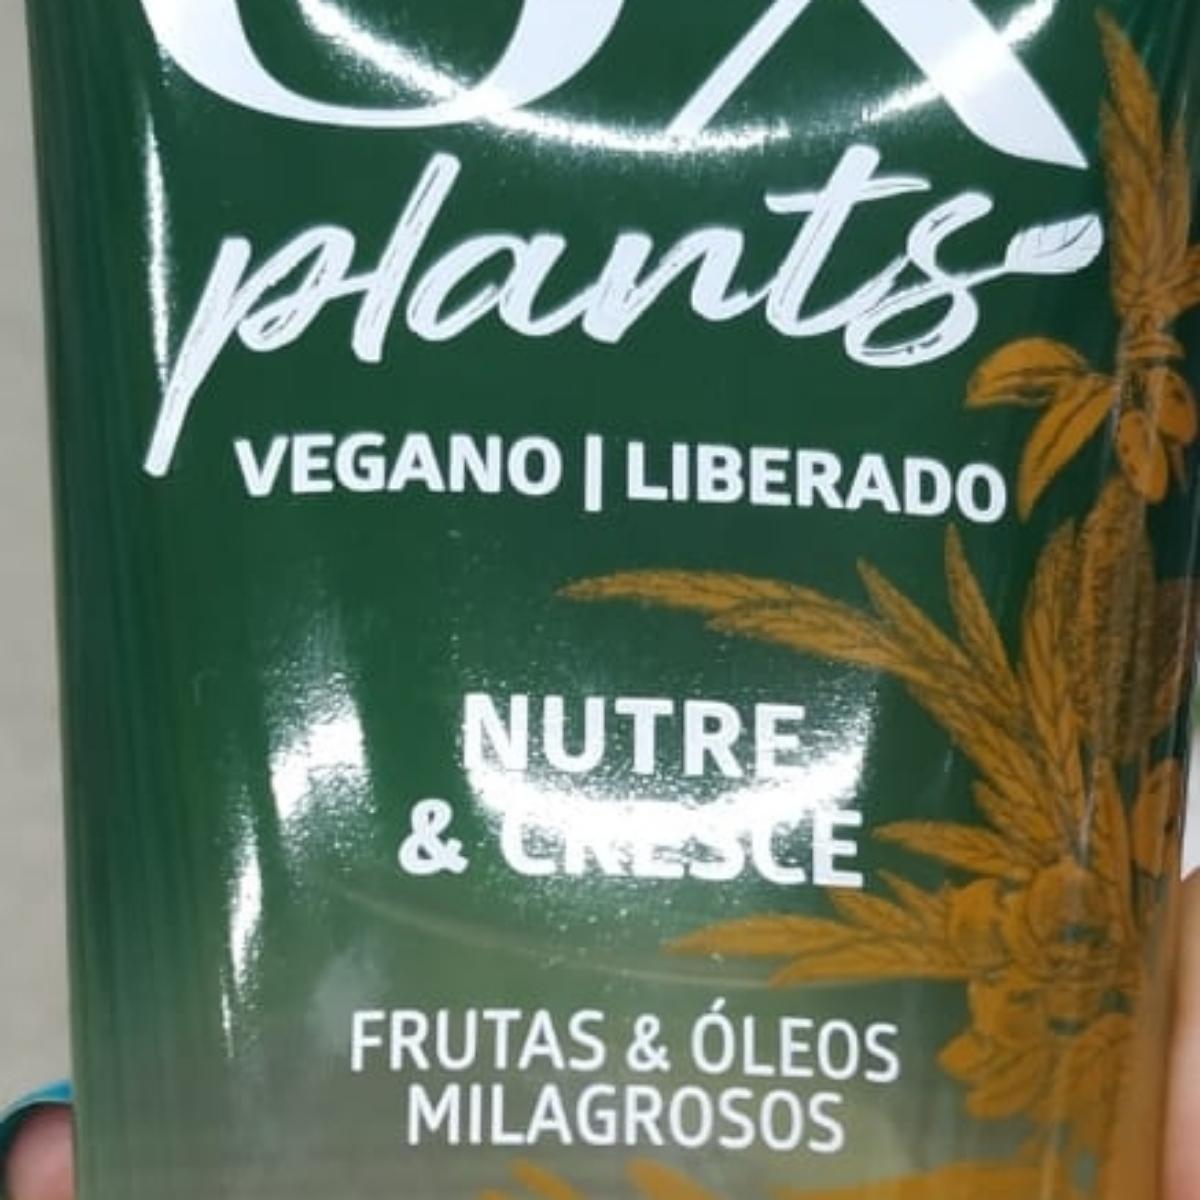 plants
VEGANO | LIBERADO
NUTRE
& CRESCE
FRUTAS & ÓLEOS
MILAGROSOS